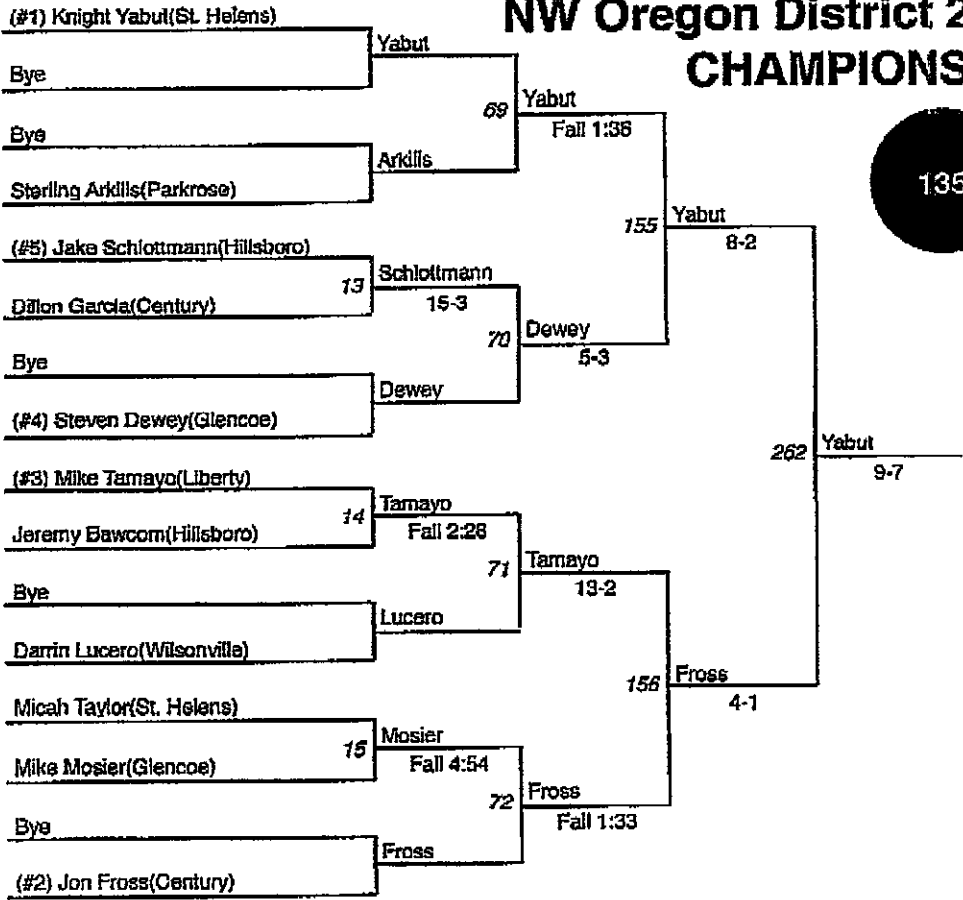 NW Oregon District 2
CHAMPIONS
135
(#1) Knight Yabut(St. Helens)
Bye
Yabut
Bye
Sterling Arkills(Parkrose)
Arkills
69
Yabut
Fall 1:36
(#5) Jake Schlottmann(Hillsboro)
Dillon Garcia(Century)
13
Schlottmann
15-3
Bye
(#4) Steven Dewey(Glencoe)
Dewey
70
Dewey
5-3
155
Yabut
8-2
(#3) Mike Tamayo(Liberty)
Jeremy Bawcom(Hillsboro)
14
Tamayo
Fall 2:28
Bye
Darrin Lucero(Wilsonville)
Lucero
71
Tamayo
13-2
Micah Taylor(St. Helens)
Mike Mosier(Glencoe)
15
Mosier
Fall 4:54
Bye
(#2) Jon Fross(Century)
Fross
72
Fross
Fall 1:33
156
Fross
4-1
262
Yabut
9-7